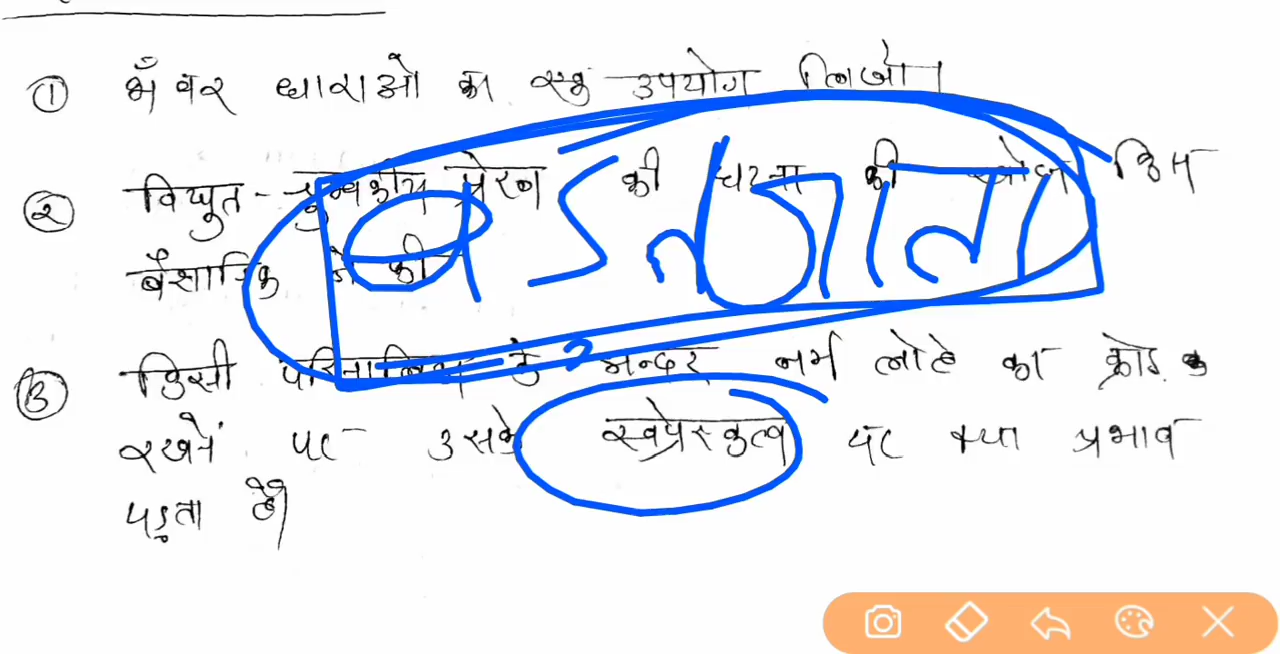 ① भँवर धाराओं का एक उपयोग लिखो।
② विद्युत - चुम्बकीय प्रेरण की घटना की खोज किस
वैज्ञानिक ने की
③ किसी परिनालिका के अन्दर नर्म लोहे का क्रोड
रखने पर उसके स्वप्रेरकत्व पर क्या प्रभाव
पड़ता है।